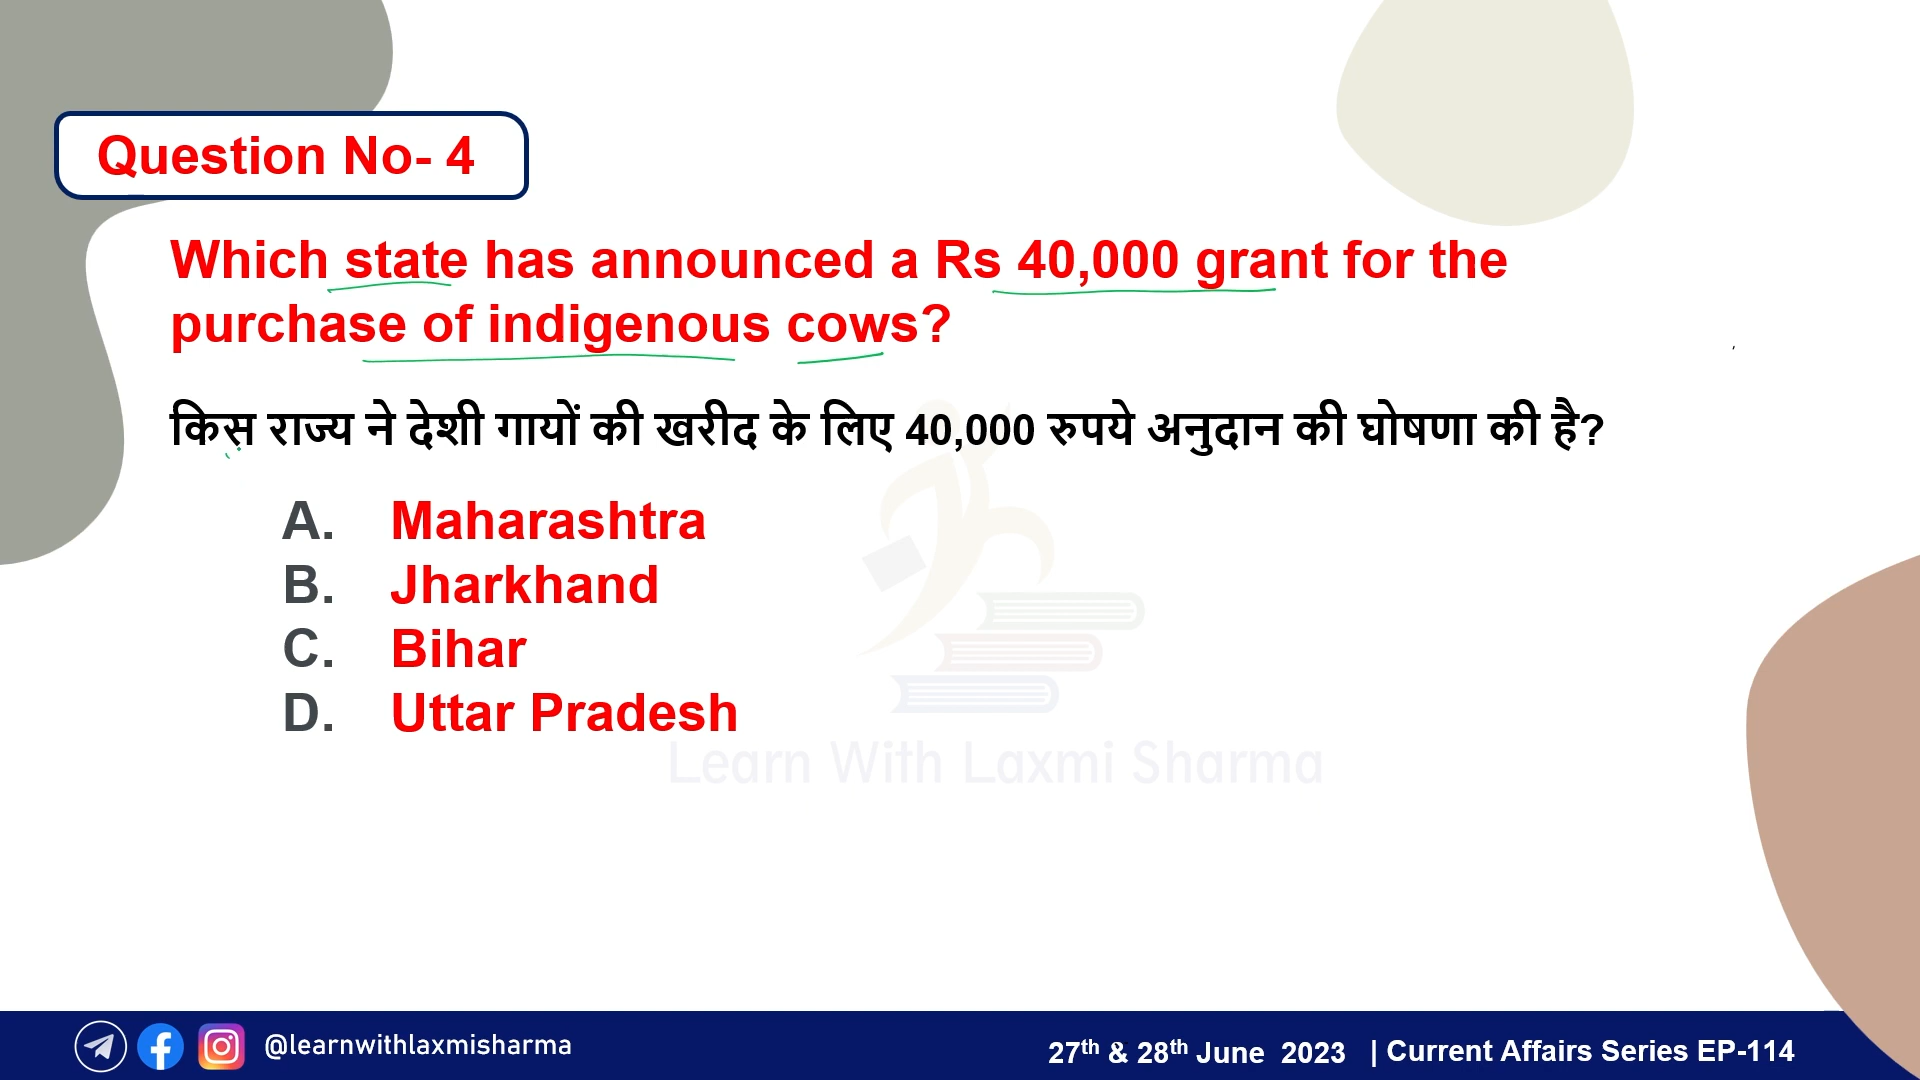 Question No- 4
Which state has announced a Rs 40,000 grant for the
purchase of indigenous cows?
किस राज्य ने देशी गायों की खरीद के लिए 40,000 रुपये अनुदान की घोषणा की है?
A. Maharashtra
B. Jharkhand
C. Bihar
D. Uttar Pradesh
Learn With Laxmi Sharma
@learnwithlaxmisharma
27th & 28th June 2023 | Current Affairs Series EP-114